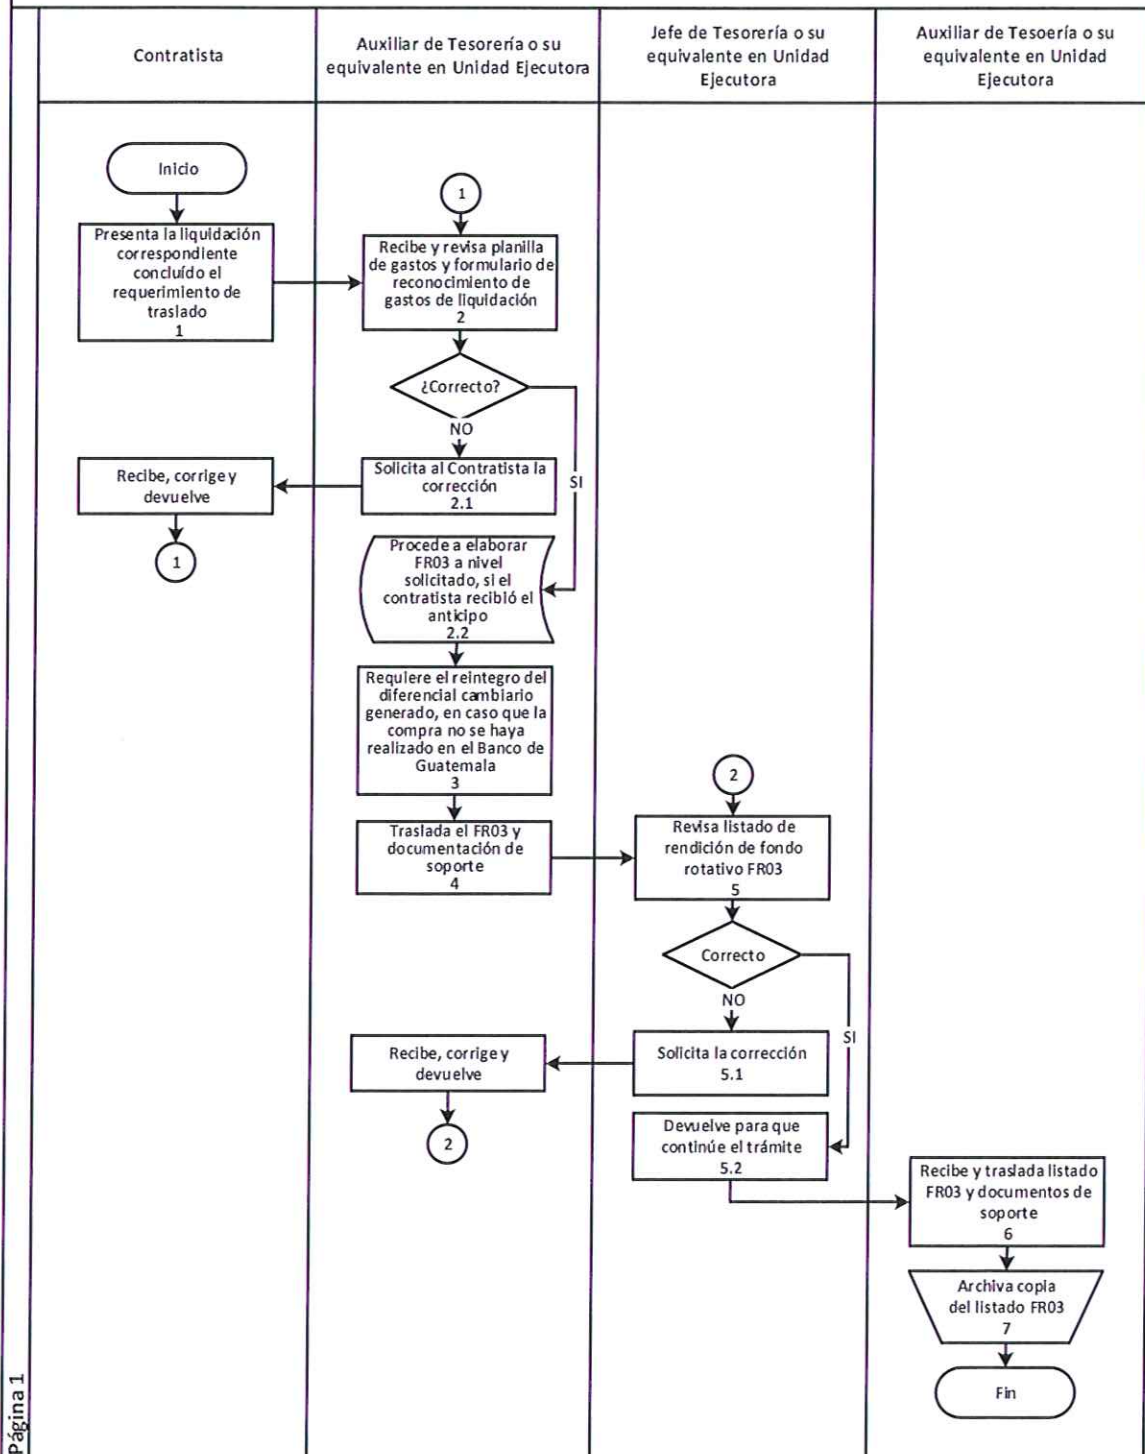 Contratista
Auxiliar de Tesorería o su
equivalente en Unidad Ejecutora
Jefe de Tesorería o su
equivalente en Unidad
Ejecutora
Auxiliar de Tesoería o su
equivalente en Unidad
Ejecutora
Inicio
Presenta la liquidación
correspondiente
concluído el
requerimiento de
traslado
1
1
Recibe y revisa planilla
de gastos y formulario de
reconocimiento de
gastos de liquidación
2
¿Correcto?
NO
SI
Solicita al Contratista la
corrección
2.1
Recibe, corrige y
devuelve
1
Procede a elaborar
FR03 a nivel
solicitado, si el
contratista recibió el
anticipo
2.2
Requiere el reintegro del
diferencial cambiario
generado, en caso que la
compra no se haya
realizado en el Banco de
Guatemala
3
Traslada el FR03 y
documentación de
soporte
4
2
Revisa listado de
rendición de fondo
rotativo FR03
5
Correcto
NO
SI
Solicita la corrección
5.1
Recibe, corrige y
devuelve
2
Devuelve para que
continúe el trámite
5.2
Recibe y traslada listado
FR03 y documentos de
soporte
6
Archiva copia
del listado FR03
7
Fin
Página 1